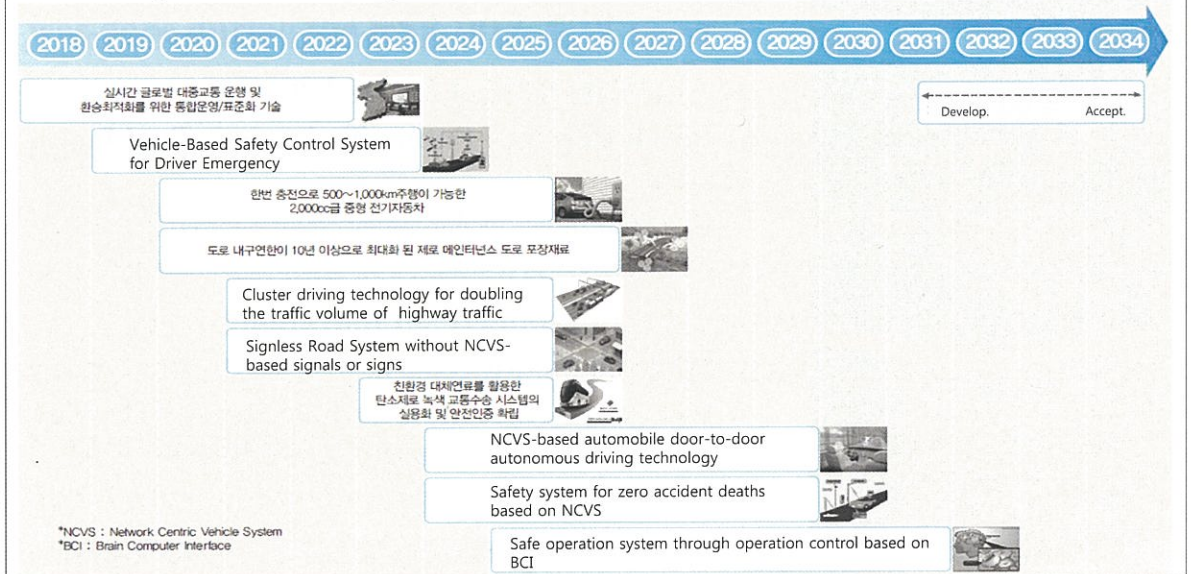 2018 2019 2020 2021 2022 2023 2024 2025 2026 2027 2028 2029 2030 2031 2032 2033 2034
실시간 글로벌 대중교통 운행 및
환승최적화를 위한 통합운영/표준화 기술
Develop. Accept.
Vehicle-Based Safety Control System
for Driver Emergency
한번 충전으로 500~1,000km주행이 가능한
2,000cc급 중형 전기자동차
도로 내구연한이 10년 이상으로 최대화 된 제로 메인터넌스 도로 포장재료
Cluster driving technology for doubling
the traffic volume of highway traffic
Signless Road System without NCVS-
based signals or signs
친환경 대체연료를 활용한
탄소제로 녹색 교통수송 시스템의
실용화 및 안전인증 확립
NCVS-based automobile door-to-door
autonomous driving technology
Safety system for zero accident deaths
based on NCVS
*NCVS : Network Centric Vehicle System
*BCI : Brain Computer Interface
Safe operation system through operation control based on
BCI